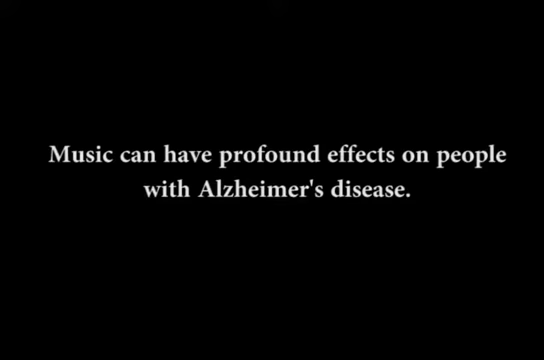 Music can have profound effects on people
with Alzheimer's disease.